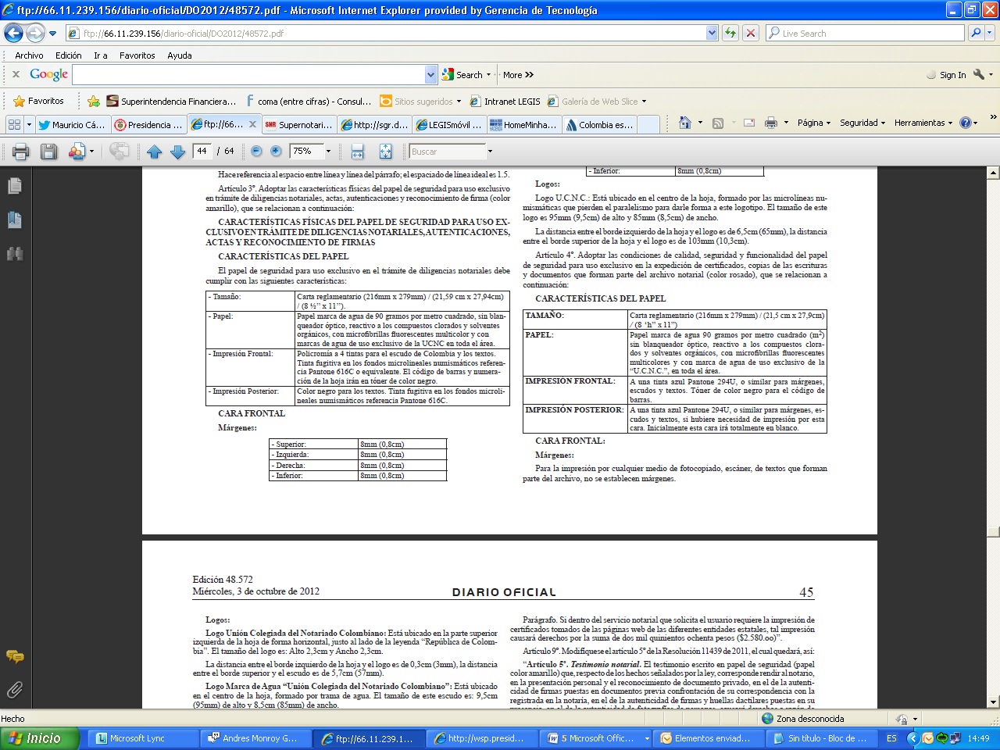 ftp://66.11.239.156/diario-oficial/DO2012/48572.pdf - Microsoft Internet Explorer provided by Gerencia de Tecnología
ftp://66.11.239.156/diario-oficial/DO2012/48572.pdf
Live Search
Archivo Edición Ir a Favoritos Ayuda
Google Search More Sign In
Favoritos Superintendencia Financiera... coma (entre cifras) - Consul... Sitios sugeridos Intranet LEGIS Galería de Web Slice
Mauricio Cá... Presidencia ... ftp://66.... Supernotari... http://sgr.d... LEGISmóvil ... HomeMinha... Colombia es... Página Seguridad Herramientas
44 / 64 75% Buscar
Hace referencia al espacio entre línea y línea del párrafo; el espaciado de línea ideal es 1.5.
Artículo 3°. Adoptar las características físicas del papel de seguridad para uso exclusivo
en trámite de diligencias notariales, actas, autenticaciones y reconocimiento de firma (color
amarillo), que se relacionan a continuación:
CARACTERÍSTICAS FÍSICAS DEL PAPEL DE SEGURIDAD PARA USO EX-
CLUSIVO EN TRÁMITE DE DILIGENCIAS NOTARIALES, AUTENTICACIONES,
ACTAS Y RECONOCIMIENTO DE FIRMAS
CARACTERÍSTICAS DEL PAPEL
El papel de seguridad para uso exclusivo en el trámite de diligencias notariales debe
cumplir con las siguientes características:
- Tamaño: Carta reglamentario (216mm x 279mm) / (21,59 cm x 27,94cm)
/ (8 ½” x 11”).
- Papel: Papel marca de agua de 90 gramos por metro cuadrado, sin blan-
queador óptico, reactivo a los compuestos clorados y solventes
orgánicos, con microfibrillas fluorescentes multicolor y con
marcas de agua de uso exclusivo de la UCNC en toda el área.
- Impresión Frontal: Policromía a 4 tintas para el escudo de Colombia y los textos.
Tinta fugitiva en los fondos microlineales numismáticos referen-
cia Pantone 616C o equivalente. El código de barras y numera-
ción de la hoja irán en tóner de color negro.
- Impresión Posterior: Color negro para los textos. Tinta fugitiva en los fondos microli-
neales numismáticos referencia Pantone 616C.
CARA FRONTAL
Márgenes:
- Superior: 8mm (0,8cm)
- Izquierda: 8mm (0,8cm)
- Derecha: 8mm (0,8cm)
- Inferior: 8mm (0,8cm)
- Inferior: 8mm (0,8cm)
Logos:
Logo U.C.N.C.: Está ubicado en el centro de la hoja, formado por las microlíneas nu-
mismáticas que pierden el paralelismo para darle forma a este logotipo. El tamaño de este
logo es 95mm (9,5cm) de alto y 85mm (8,5cm) de ancho.
La distancia entre el borde izquierdo de la hoja y el logo es de 6,5cm (65mm), la distancia
entre el borde superior de la hoja y el logo es de 103mm (10,3cm).
Artículo 4°. Adoptar las condiciones de calidad, seguridad y funcionalidad del papel
de seguridad para uso exclusivo en la expedición de certificados, copias de las escrituras
y documentos que forman parte del archivo notarial (color rosado), que se relacionan a
continuación:
CARACTERÍSTICAS DEL PAPEL
TAMAÑO: Carta reglamentario (216mm x 279mm) / (21,5 cm x 27,9cm)
/ (8 ‘h” x 11”)
PAPEL: Papel marca de agua 90 gramos por metro cuadrado (m2)
sin blanqueador óptico, reactivo a los compuestos clora-
dos y solventes orgánicos, con microfibrillas fluorescentes
multicolores y con marca de agua de uso exclusivo de la
“U.C.N.C.”, en toda el área.
IMPRESIÓN FRONTAL: A una tinta azul Pantone 294U, o similar para márgenes,
escudos y textos. Tóner de color negro para el código de
barras.
IMPRESIÓN POSTERIOR: A una tinta azul Pantone 294U, o similar para márgenes, es-
cudos y textos, si hubiere necesidad de impresión por esta
cara. Inicialmente esta cara irá totalmente en blanco.
CARA FRONTAL:
Márgenes:
Para la impresión por cualquier medio de fotocopiado, escáner, de textos que forman
parte del archivo, no se establecen márgenes.
Edición 48.572
Miércoles, 3 de octubre de 2012 DIARIO OFICIAL 45
Logos:
Logo Unión Colegiada del Notariado Colombiano: Está ubicado en la parte superior
izquierda de la hoja de forma horizontal, justo al lado de la leyenda “República de Colom-
bia”. El tamaño del logo es: Alto 2,3cm y Ancho 2,3cm.
La distancia entre el borde izquierdo de la hoja y el logo es de 0,3cm (3mm), la distancia
entre el borde superior y el escudo es de 5,7cm (57mm).
Logo Marca de Agua “Unión Colegiada del Notariado Colombiano”: Está ubicado
en el centro de la hoja, formado por trama de agua. El tamaño de este escudo es: 9,5cm
(95mm) de alto y 8,5cm (85mm) de ancho.
Parágrafo. Si dentro del servicio notarial que solicita el usuario requiere la impresión de
certificados tomados de las páginas web de las diferentes entidades estatales, tal impresión
causará derechos por la suma de dos mil quinientos ochenta pesos ($2.580.oo)”.
Artículo 9°. Modifíquese el artículo 5° de la Resolución 11439 de 2011, el cual quedará, así:
“Artículo 5°. Testimonio notarial. El testimonio escrito en papel de seguridad (papel
color amarillo) que, respecto de los hechos señalados por la ley, corresponde rendir al notario,
en la presentación personal y el reconocimiento de documento privado, en el de la autenti-
cidad de firmas puestas en documentos previa confrontación de su correspondencia con la
registrada en la notaría, en el de la autenticidad de firmas y huellas dactilares puestas en su
Hecho Zona desconocida
Inicio Microsoft Lync Andres Monroy G... ftp://66.11.239.1... http://wsp.presid... 5 Microsoft Offic... Elementos enviad... Sin título - Bloc de ... ES 14:49